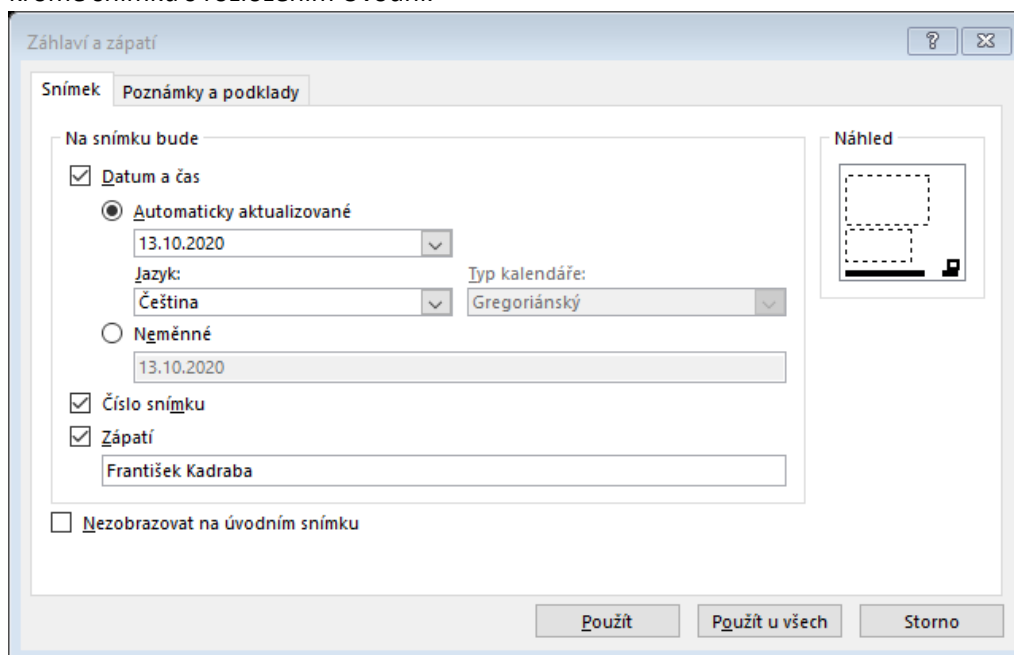 Záhlaví a zápatí
Snímek Poznámky a podklady
Na snímku bude
Náhled
Datum a čas
Automaticky aktualizované
13.10.2020
Jazyk: Typ kalendáře:
Čeština Gregoriánský
Neměnné
13.10.2020
Číslo snímku
Zápatí
František Kadraba
Nezobrazovat na úvodním snímku
Použít Použít u všech Storno